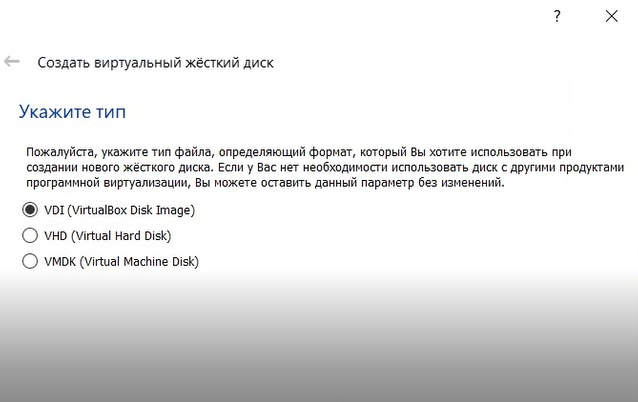 ?
Создать виртуальный жёсткий диск
Укажите тип
Пожалуйста, укажите тип файла, определяющий формат, который Вы хотите использовать при
создании нового жёсткого диска. Если у Вас нет необходимости использовать диск с другими продуктами
программной виртуализации, Вы можете оставить данный параметр без изменений.
VDI (VirtualBox Disk Image)
VHD (Virtual Hard Disk)
VMDK (Virtual Machine Disk)